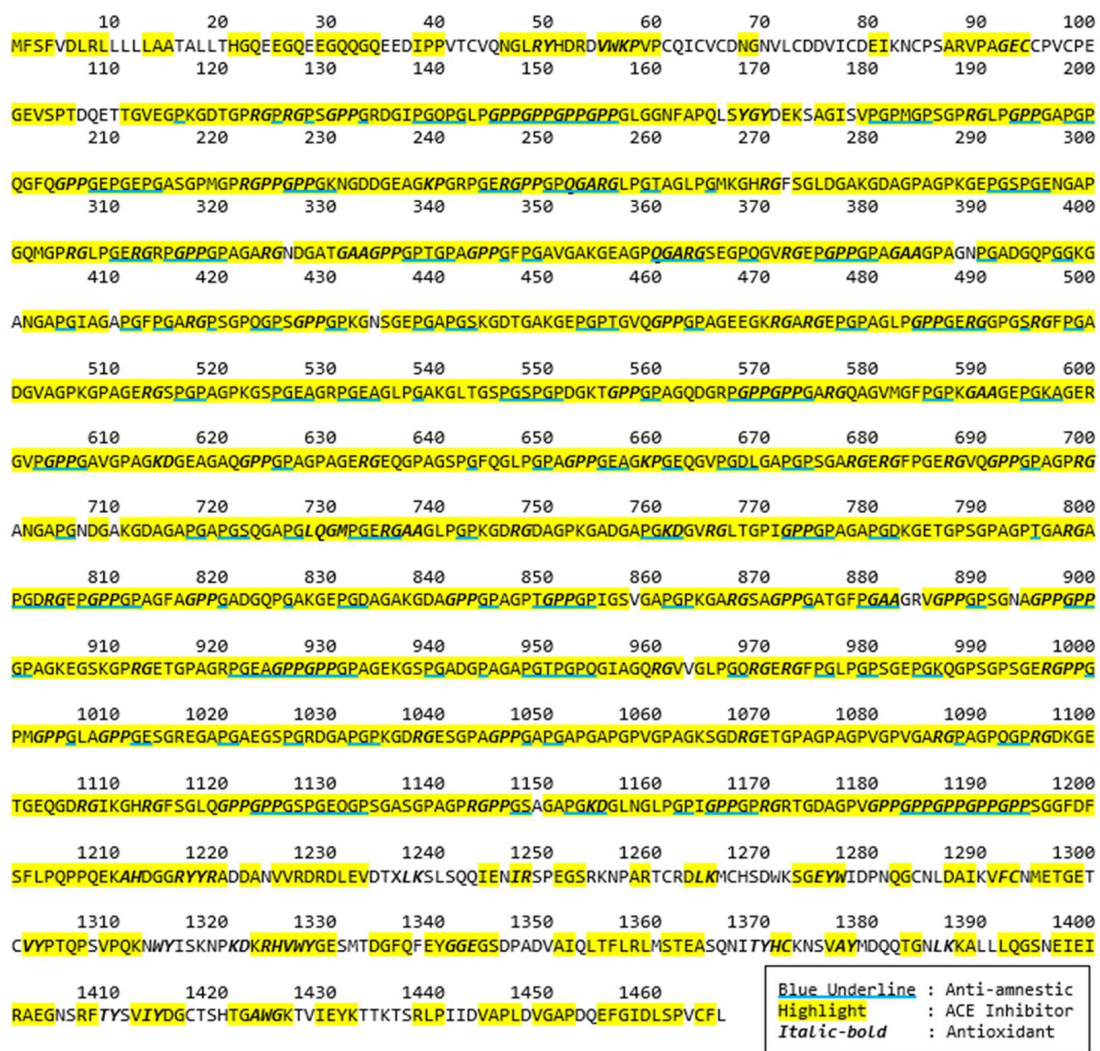 10 20 30 40 50 60 70 80 90 100
MFSFVDLRLLLLLAATALLTHGQEEGQEEGQQGQEEDIPPVTCVQNGLRYHDRDVWKPVPCQICVCDNGNVLCDDVICDEIKNCPSARVPAGECCPVCPE
110 120 130 140 150 160 170 180 190 200
GEVSPTDQETTGVEGPKGDTGPRGPRGPSGPPGRDGIPGQPGLPGPPGPPGPPGPPGLGGNFAPQLSYGYDEKSAGISVPGPMGPSGPRGLPGPPGAPGP
210 220 230 240 250 260 270 280 290 300
QGFQGPPGEPGEPGASGPMGPRGPPGPPGKNGDDGEAGKPGRPGERGPPGPQGARGLPGTAGLPGMKGHRGFSGLDGAKGDAGPAGPKGEPGSPGENGAP
310 320 330 340 350 360 370 380 390 400
GQMGPRGLPGERGRPGPPGPAGARGNDGATGAAGPPGPTGPAGPPGFPGAVGAKGEAGPQGARGSEGPQGVRGEPGPPGPAGAAGPAGNPGADGQPGGKG
410 420 430 440 450 460 470 480 490 500
ANGAPGIAGAPGFPGARGPSGPQGPSGPPGPKGNSGEPGAPGSKGDTGAKGEPGPTGVQGPPGPAGEEGKRGARGEPGPAGLPGPPGERGGPGSRGFPGA
510 520 530 540 550 560 570 580 590 600
DGVAGPKGPAGERGSPGPAGPKGSPGEAGRPGEAGLPGAKGLTGSPGSPGPDGKTGPPGPAGQDGRPGPPGPPGARGQAGVMGFPGPKGAAGEPGKAGER
610 620 630 640 650 660 670 680 690 700
GVPGPPGAVGPAGKDGEAGAQGPPGPAGPAGERGEQGPAGSPGFQGLPGPAGPPGEAGKPGEQGVPGDLGAPGPSGARGERGFPGERGVQGPPGPAGPRG
710 720 730 740 750 760 770 780 790 800
ANGAPGNDGAKGDAGAPGAPGSQGAPGLQGMPGERGAAGLPGPKGDRGDAGPKGADGAPGKDGVRGLTGPIGPPGPAGAPGDKGETGPSGPAGPTGARGA
810 820 830 840 850 860 870 880 890 900
PGDRGEPGPPGPAGFAGPPGADGQPGAKGEPGDAGAKGDAGPPGPAGPTGPPGPIGSVGAPGPKGARGSAGPPGATGFPGAAGRVGPPGPSGNAGPPGPP
910 920 930 940 950 960 970 980 990 1000
GPAGKEGSKGPRGETGPAGRPGEAGPPGPPGPAGEKGSPGADGPAGAPGTPGPQGIAGQRGVVGLPGQRGERGFPGLPGPSGEPGKQGPSGPSGERGPPG
1010 1020 1030 1040 1050 1060 1070 1080 1090 1100
PMGPPGLAGPPGESGREGAPGAEGSPGRDGAPGPKGDRGESGPAGPPGAPGAPGAPGPVGPAGKSGDRGETGPAGPAGPVGPVGARGPAGPQGPRGDKGE
1110 1120 1130 1140 1150 1160 1170 1180 1190 1200
TGEQGDRGIKGHRGFSGLQGPPGPPGSPGEQGPSGASGPAGPRGPPGSAGAPGKDGLNGLPGPIGPPGPRGRTGDAGPVGPPGPPGPPGPPGPPSGGFDF
1210 1220 1230 1240 1250 1260 1270 1280 1290 1300
SFLPQPPQEKAHDGGRYYRADDANVVRDRDLEVDTXLKSLSQQIENIRSPEGSRKNPARTCRDLKMCHSDWKSGEYWIDPNQGCNLDAIKVFCNMETGET
1310 1320 1330 1340 1350 1360 1370 1380 1390 1400
CVYPTQPSVPQKNWYISKNPKDKRHVWYGESMTDGFQFEYGGEGSDPADVAIQLTFLRLMSTEASQNITYHCKNSVAYMDQQTGNLKKALLLQGSNEIEI
1410 1420 1430 1440 1450 1460
RAEGNSRFTYSVIYDGCTSHTGAWGKTVIEYKTTKTSRLPIIDVAPLDVGAPDQEFGIDLSPVCFL
Blue Underline : Anti-amnestic
Highlight : ACE Inhibitor
Italic-bold : Antioxidant